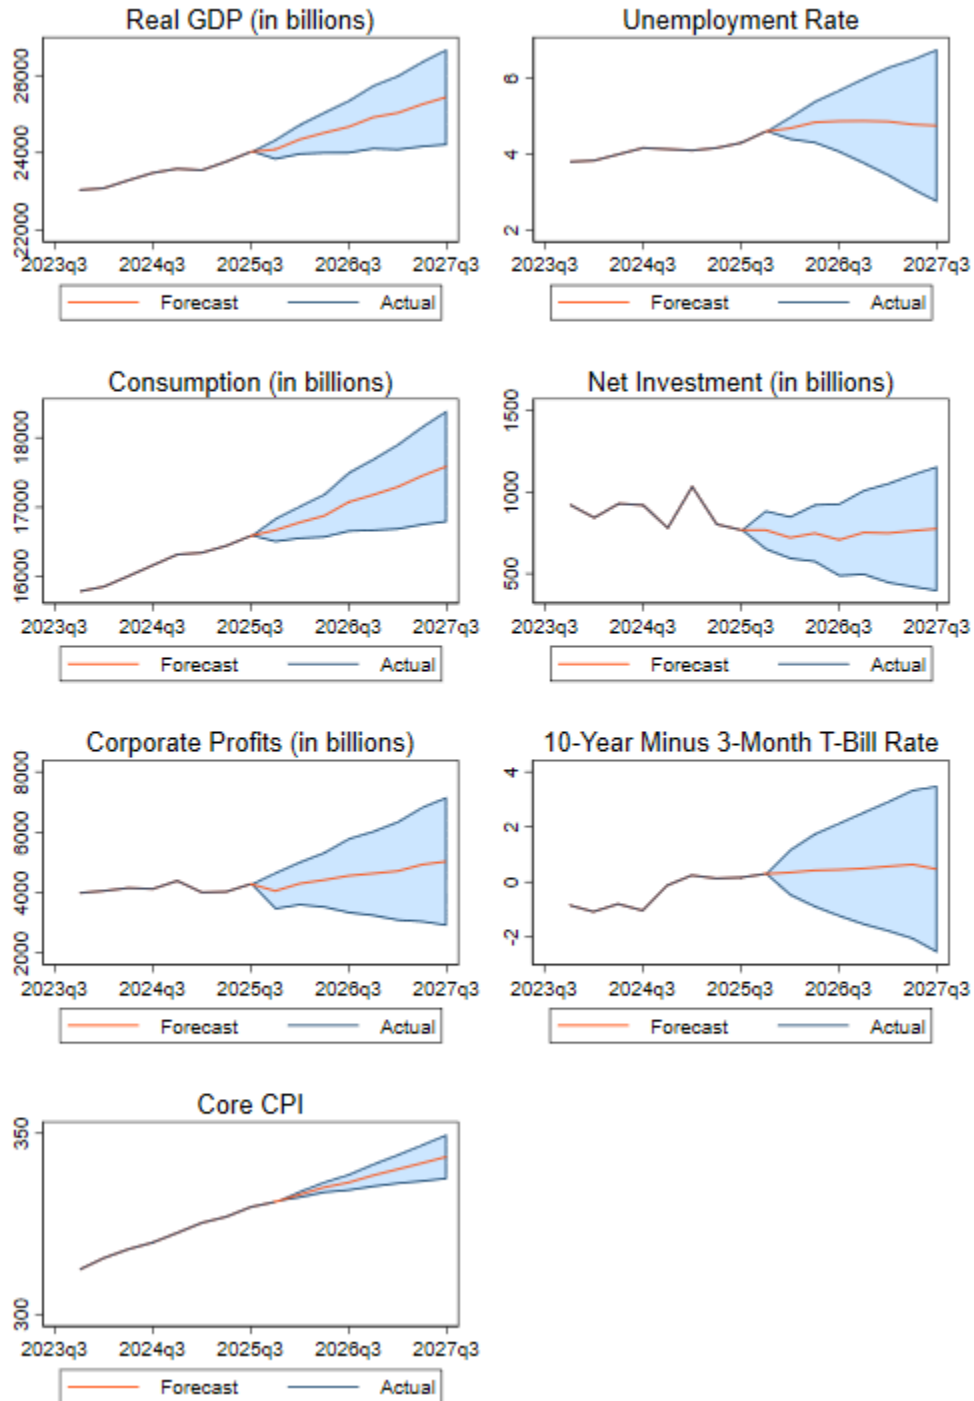 Real GDP (in billions)
26000
24000
22000
2023q3 2024q3 2025q3 2026q3 2027q3
Forecast Actual
Unemployment Rate
6
4
2
2023q3 2024q3 2025q3 2026q3 2027q3
Forecast Actual
Consumption (in billions)
18000
17000
16000
2023q3 2024q3 2025q3 2026q3 2027q3
Forecast Actual
Net Investment (in billions)
1500
1000
500
2023q3 2024q3 2025q3 2026q3 2027q3
Forecast Actual
Corporate Profits (in billions)
8000
6000
4000
2000
2023q3 2024q3 2025q3 2026q3 2027q3
Forecast Actual
10-Year Minus 3-Month T-Bill Rate
4
2
0
-2
2023q3 2024q3 2025q3 2026q3 2027q3
Forecast Actual
Core CPI
350
300
2023q3 2024q3 2025q3 2026q3 2027q3
Forecast Actual